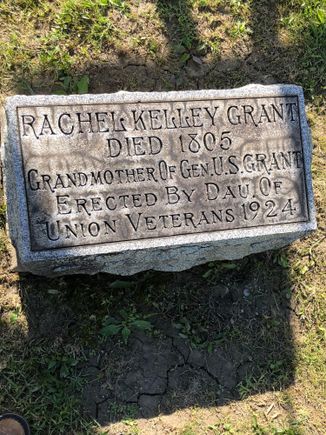 RACHEL KELLEY GRANT
DIED 1805
GRANDMOTHER OF GEN. U.S. GRANT
ERECTED BY DAU. OF
UNION VETERANS 1924